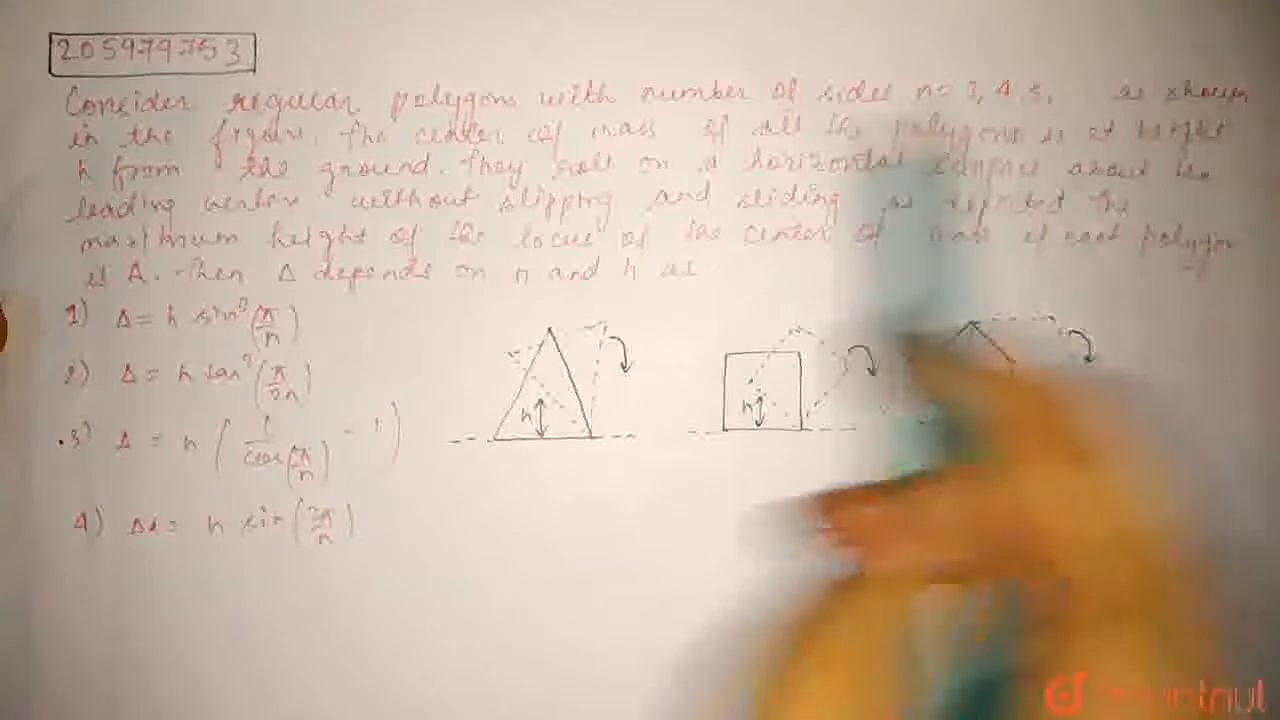 205979753
Consider regular polygons with number of sides n= 3, 4, 5, as shown
in the figure. The center of mass of all the polygons is at height
h from the ground. They roll on a horizontal about the
leading vertex without slipping and sliding as depicted The
maximum height of the locus of the center of mass of each polygon
is Δ. Then Δ depends on n and h as
1) Δ = h sin² (π/n)
2) Δ = h tan² (π/2n)
3) Δ = h ( 1/cos(π/n) - 1 )
4) Δ = h sin (2π/n)
h
h